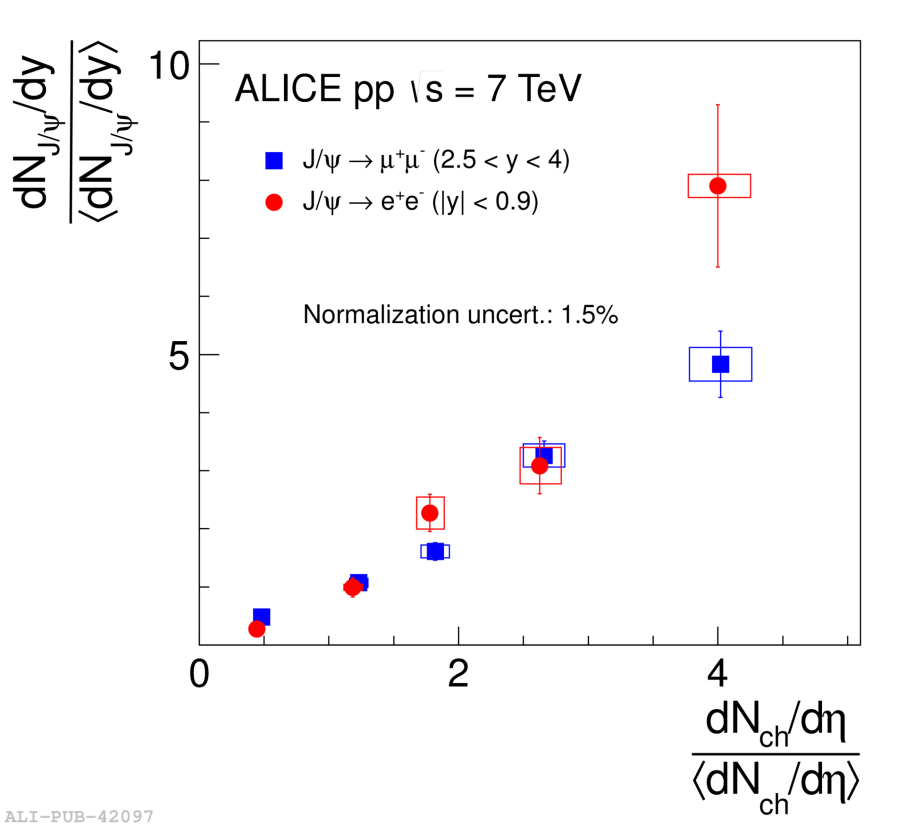 dN_J/ψ/dy
⟨dN_J/ψ/dy⟩
10
ALICE pp √s = 7 TeV
J/ψ → μ⁺μ⁻ (2.5 < y < 4)
J/ψ → e⁺e⁻ (|y| < 0.9)
Normalization uncert.: 1.5%
5
0 2 4
dN_ch/dη
⟨dN_ch/dη⟩
ALI-PUB-42097